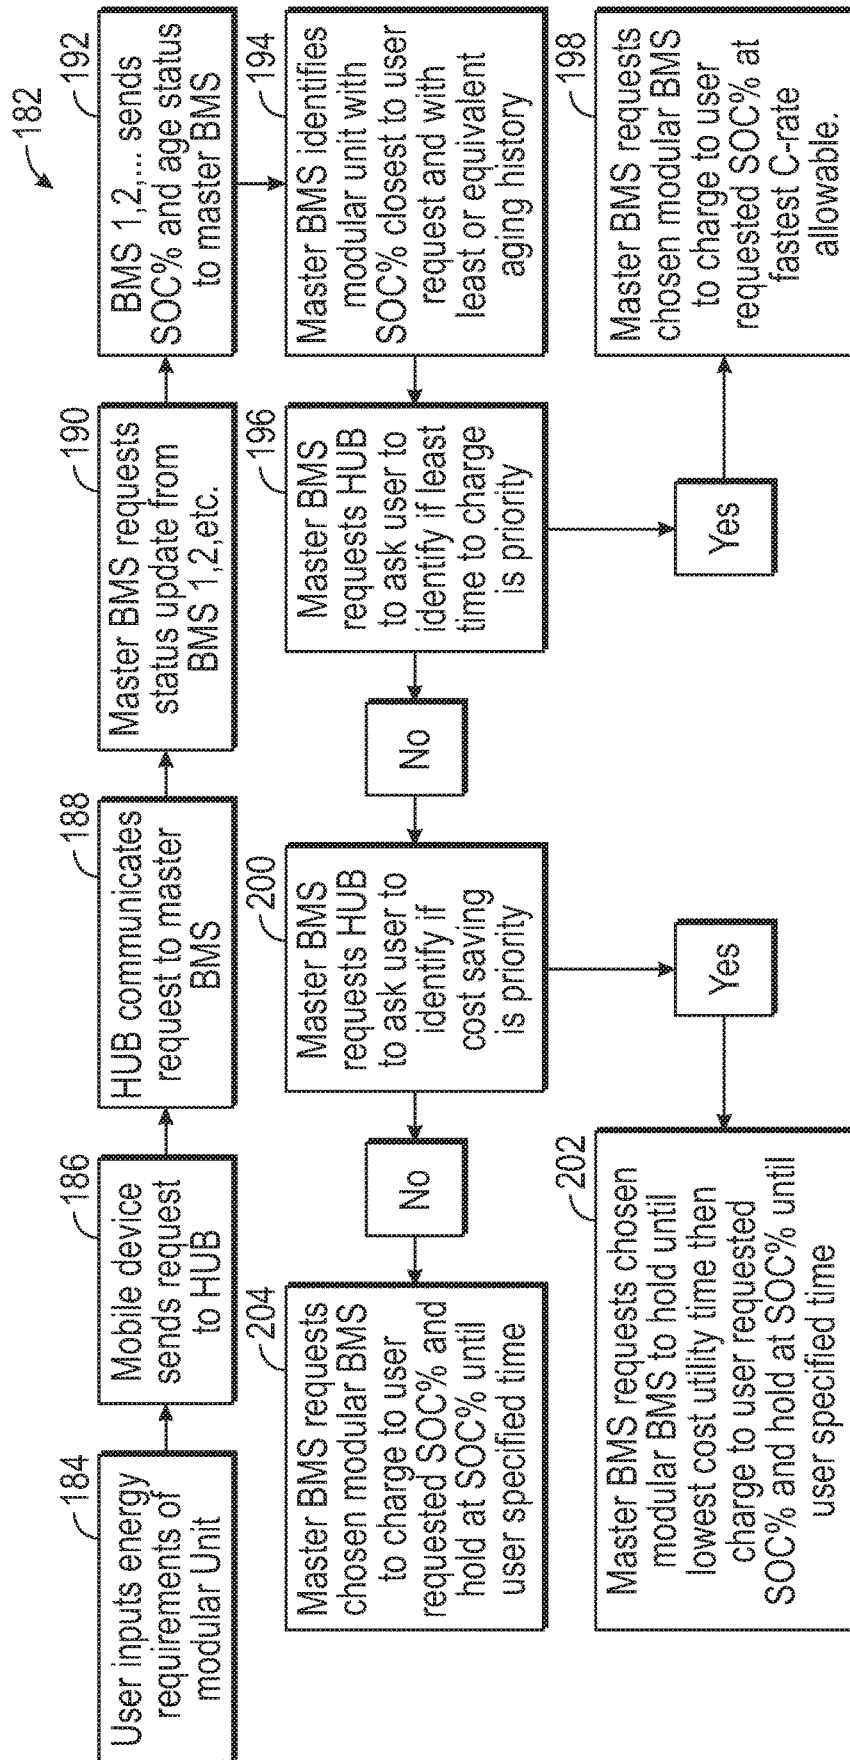 182
184
User inputs energy
requirements of
modular Unit
186
Mobile device
sends request
to HUB
188
HUB communicates
request to master
BMS
190
Master BMS requests
status update from
BMS 1,2,etc.
192
BMS 1,2,... sends
SOC% and age status
to master BMS
194
Master BMS identifies
modular unit with
SOC% closest to user
request and with
least or equivalent
aging history
196
Master BMS
requests HUB
to ask user to
identify if least
time to charge
is priority
Yes
198
Master BMS requests
chosen modular BMS
to charge to user
requested SOC% at
fastest C-rate
allowable.
No
200
Master BMS
requests HUB
to ask user to
identify if
cost saving
is priority
Yes
202
Master BMS requests chosen
modular BMS to hold until
lowest cost utility time then
charge to user requested
SOC% and hold at SOC% until
user specified time
No
204
Master BMS requests
chosen modular BMS
to charge to user
requested SOC% and
hold at SOC% until
user specified time